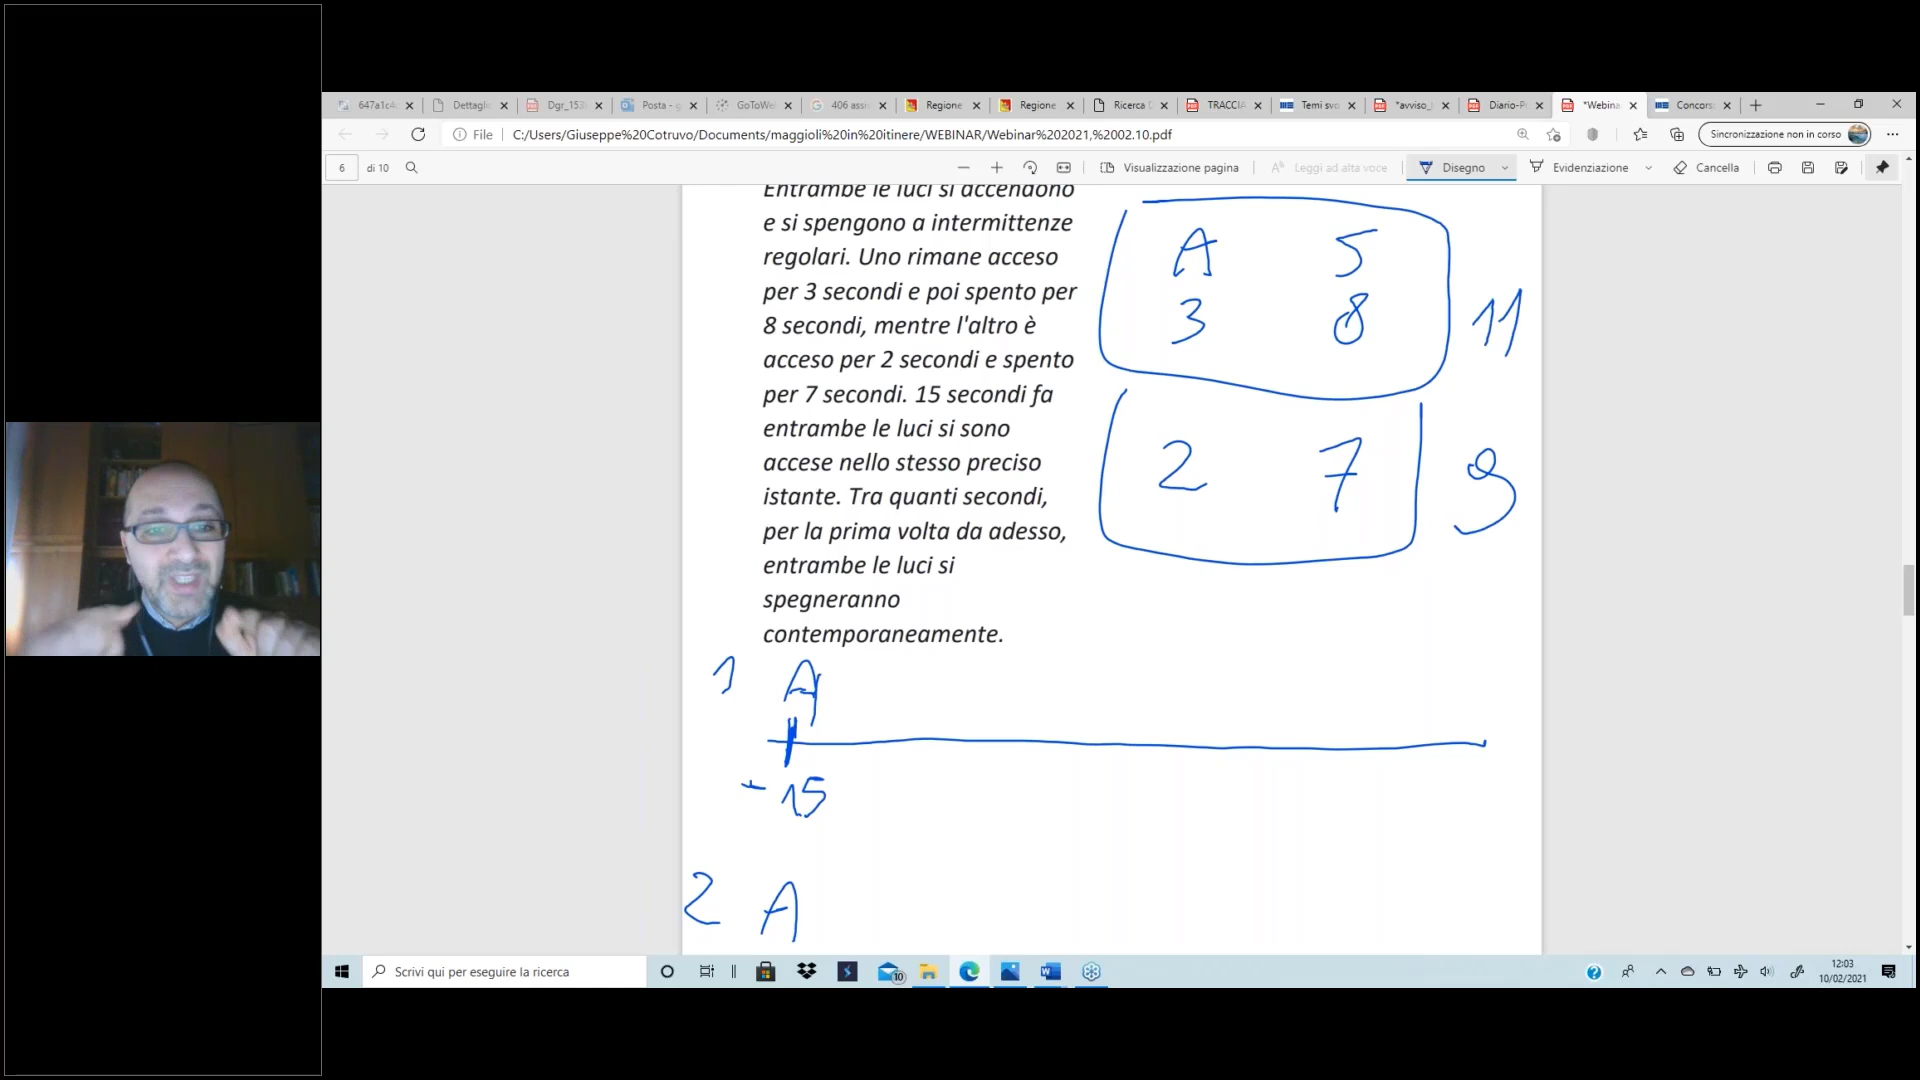 647a1c4
Dettagli
Dgr_153
Posta - g
GoToWe
406 assi
Regione
Regione
Ricerca
TRACCIA
Temi svo
*avviso_
Diario-P
*Webina
Concors
File
C:/Users/Giuseppe%20Cotruvo/Documents/maggioli%20in%20itinere/WEBINAR/Webinar%202021,%2002.10.pdf
Sincronizzazione non in corso
6 di 10
Visualizzazione pagina
Leggi ad alta voce
Disegno
Evidenziazione
Cancella
Entrambe le luci si accendono
e si spengono a intermittenze
regolari. Uno rimane acceso
per 3 secondi e poi spento per
8 secondi, mentre l'altro è
acceso per 2 secondi e spento
per 7 secondi. 15 secondi fa
entrambe le luci si sono
accese nello stesso preciso
istante. Tra quanti secondi,
per la prima volta da adesso,
entrambe le luci si
spegneranno
contemporaneamente.
A S
3 8 11
2 7 9
1 A
-15
2 A
Scrivi qui per eseguire la ricerca
10
12:03
10/02/2021